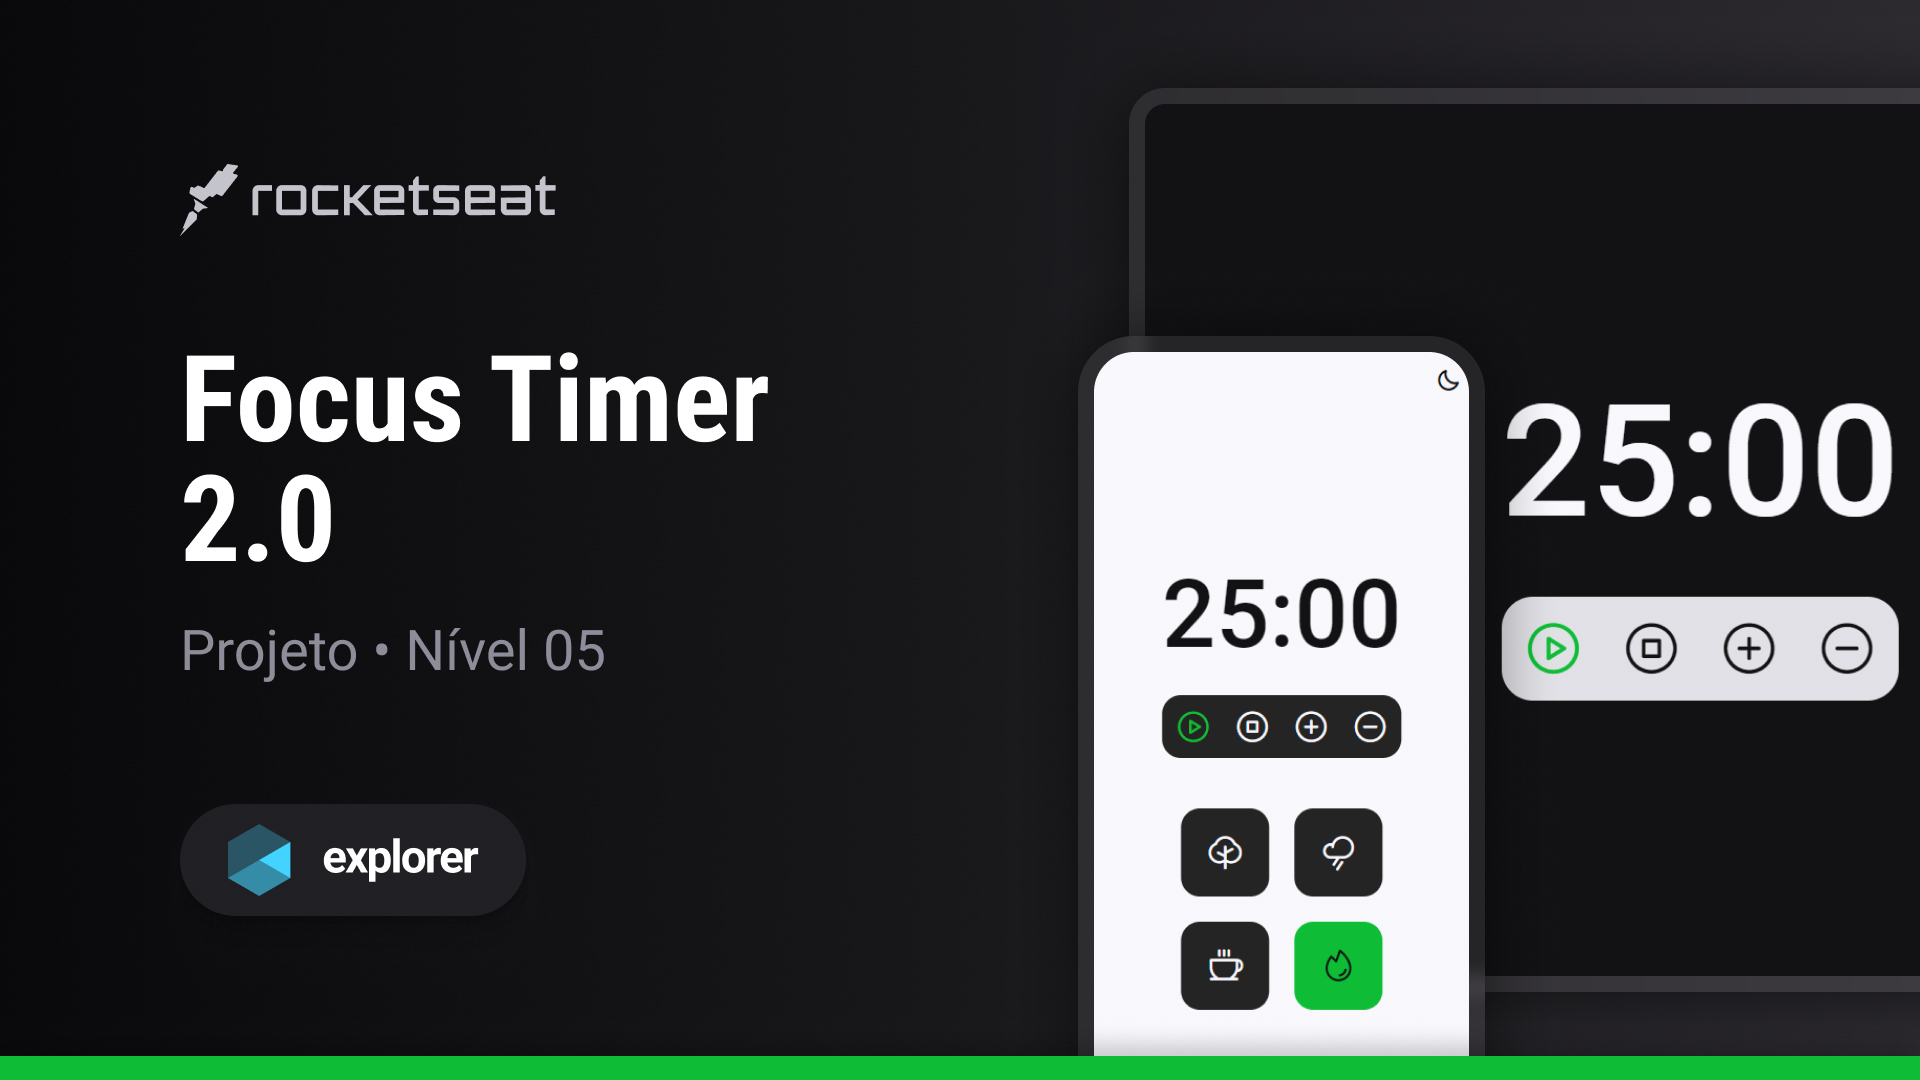 rocketseat
Focus Timer
2.0
Projeto • Nível 05
explorer
25:00
25:00